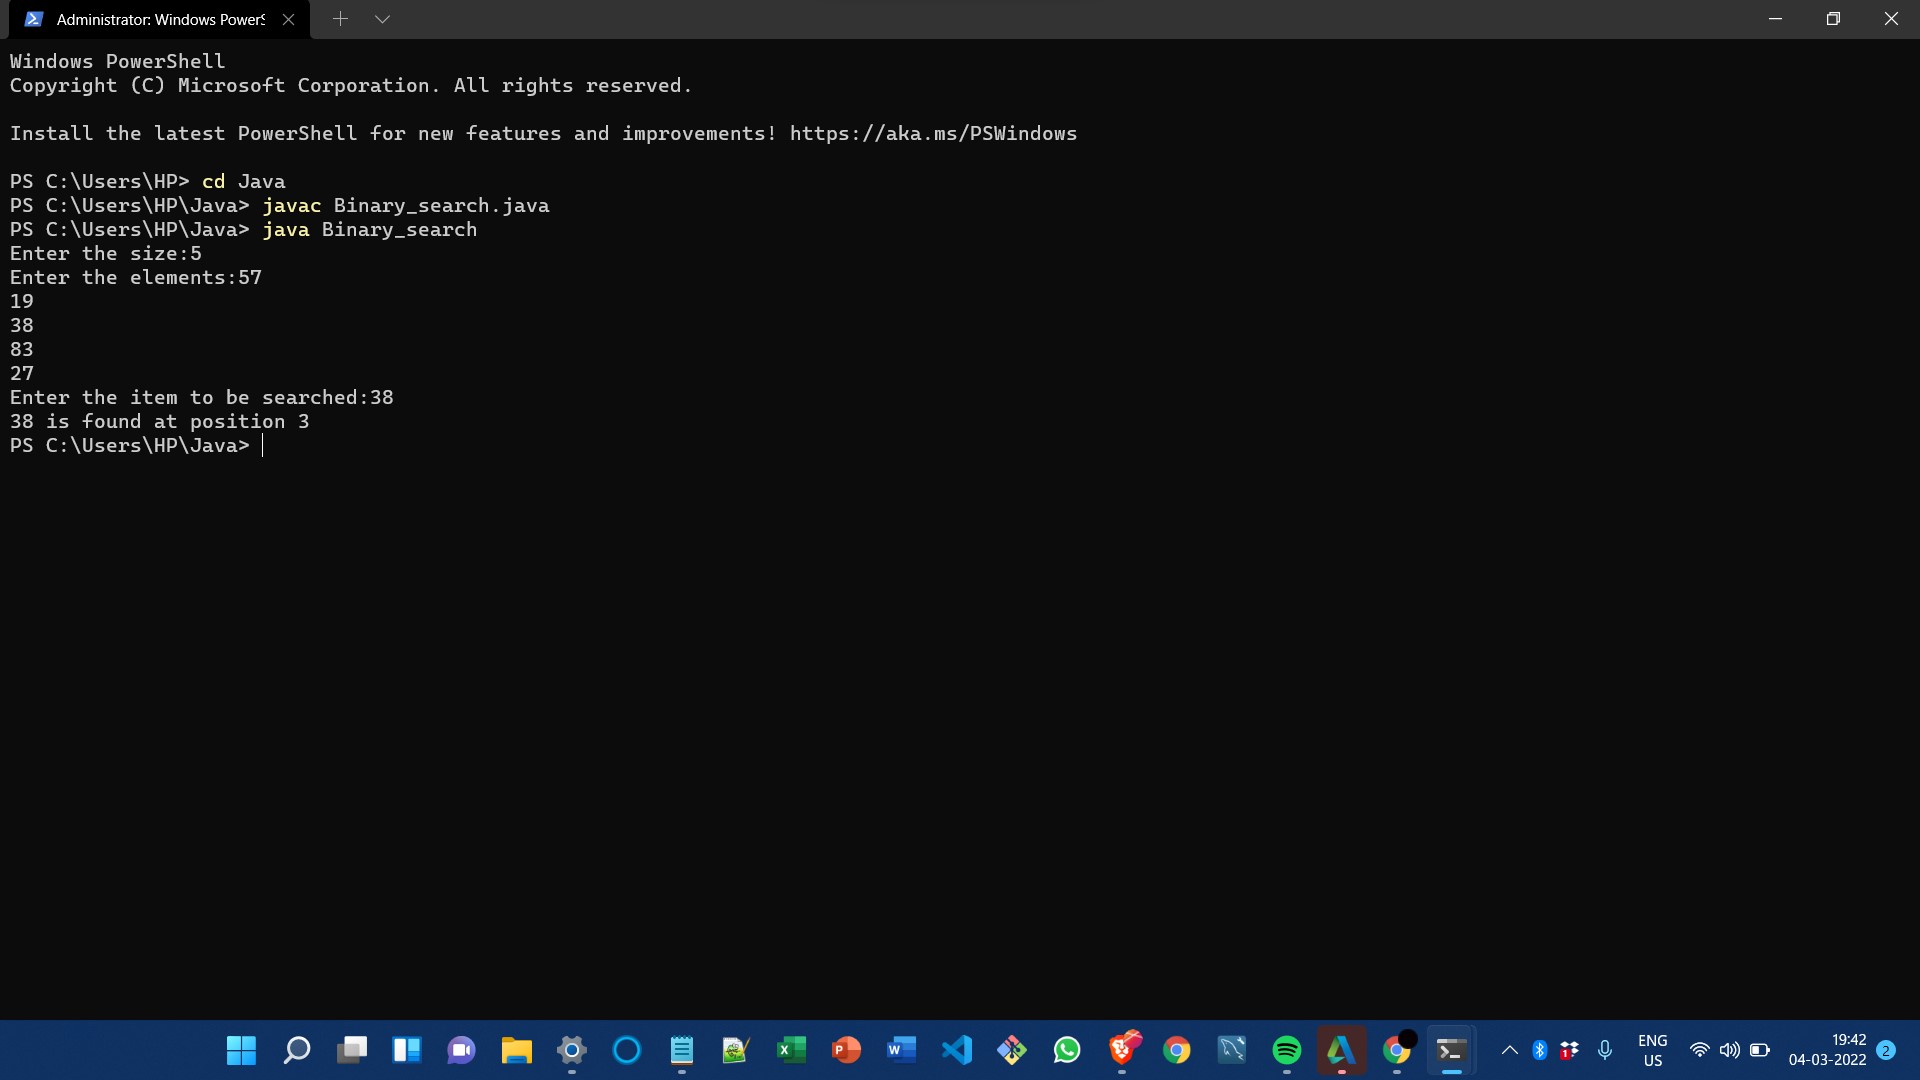 Administrator: Windows PowerS
Windows PowerShell
Copyright (C) Microsoft Corporation. All rights reserved.
Install the latest PowerShell for new features and improvements! https://aka.ms/PSWindows
PS C:\Users\HP> cd Java
PS C:\Users\HP\Java> javac Binary_search.java
PS C:\Users\HP\Java> java Binary_search
Enter the size:5
Enter the elements:57
19
38
83
27
Enter the item to be searched:38
38 is found at position 3
PS C:\Users\HP\Java>
ENG
US
19:42
04-03-2022
2